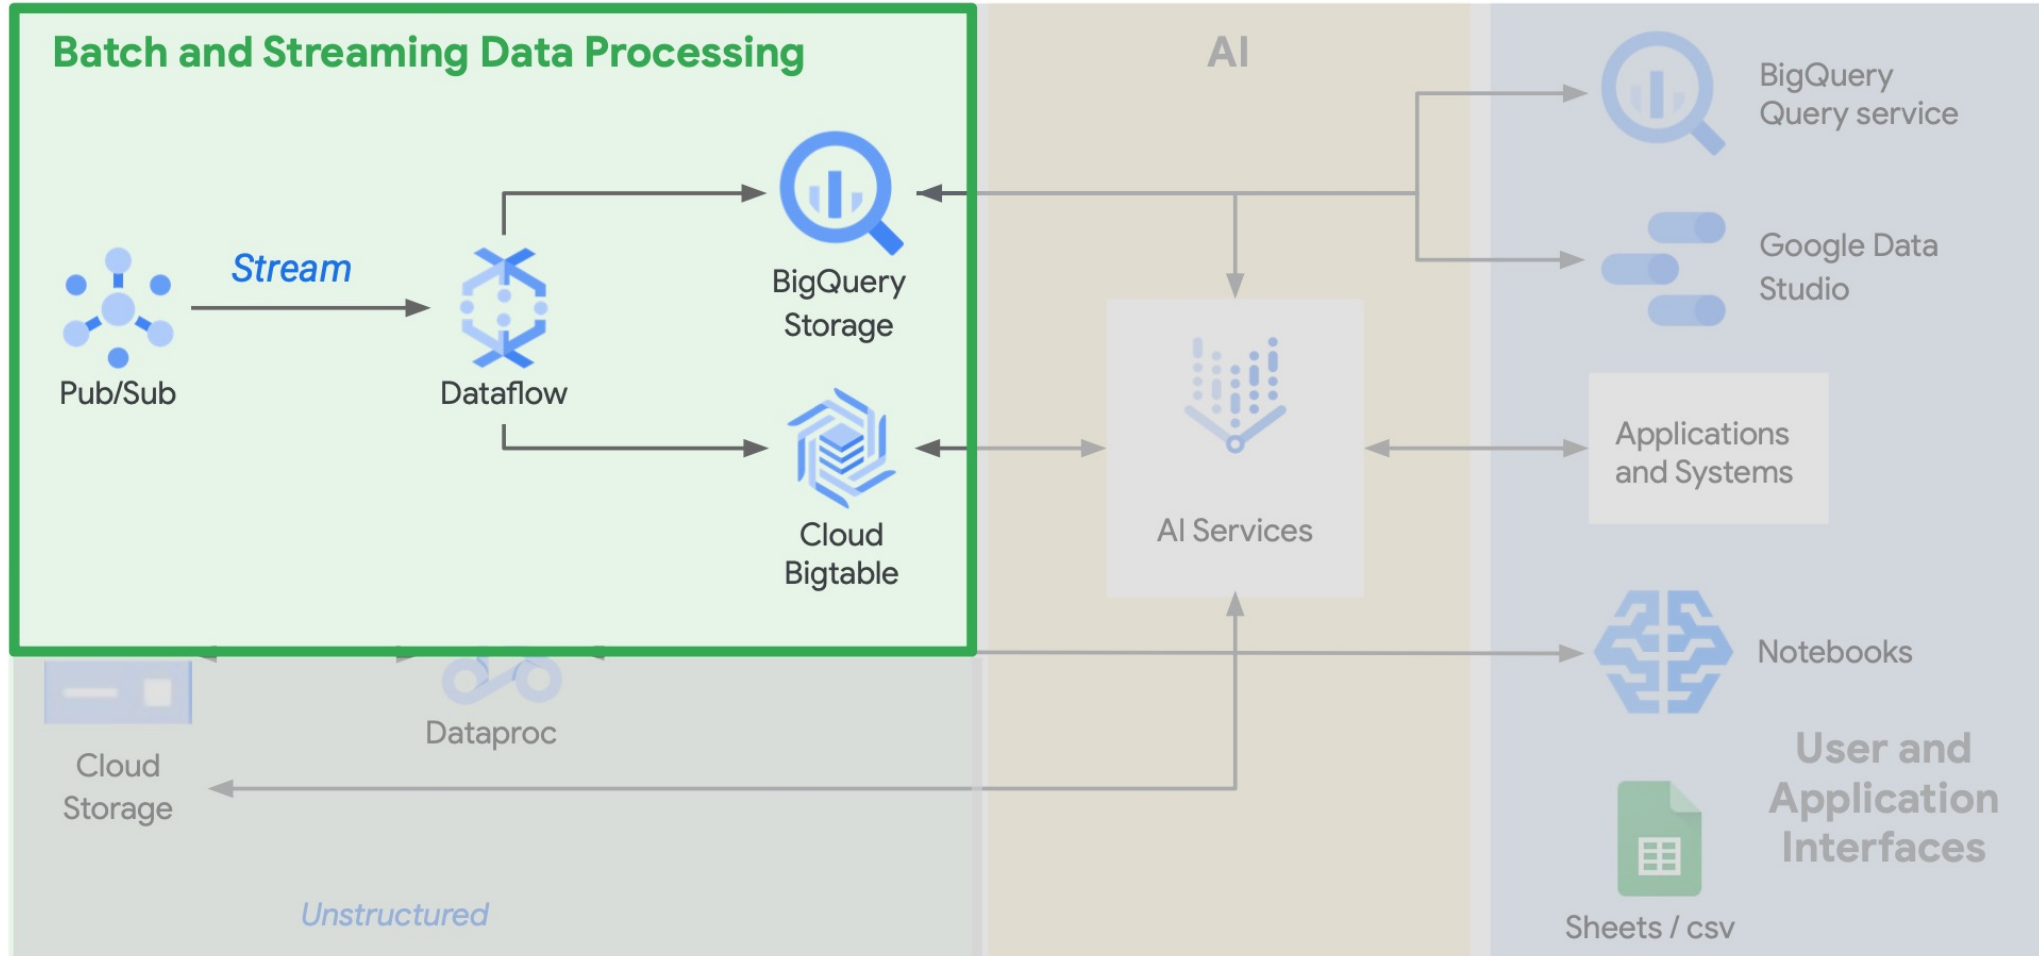 Batch and Streaming Data Processing
Stream
Pub/Sub
Dataflow
BigQuery
Storage
Cloud
Bigtable
Cloud
Storage
Dataproc
Unstructured
AI
AI Services
BigQuery
Query service
Google Data
Studio
Applications
and Systems
Notebooks
User and
Application
Interfaces
Sheets / csv